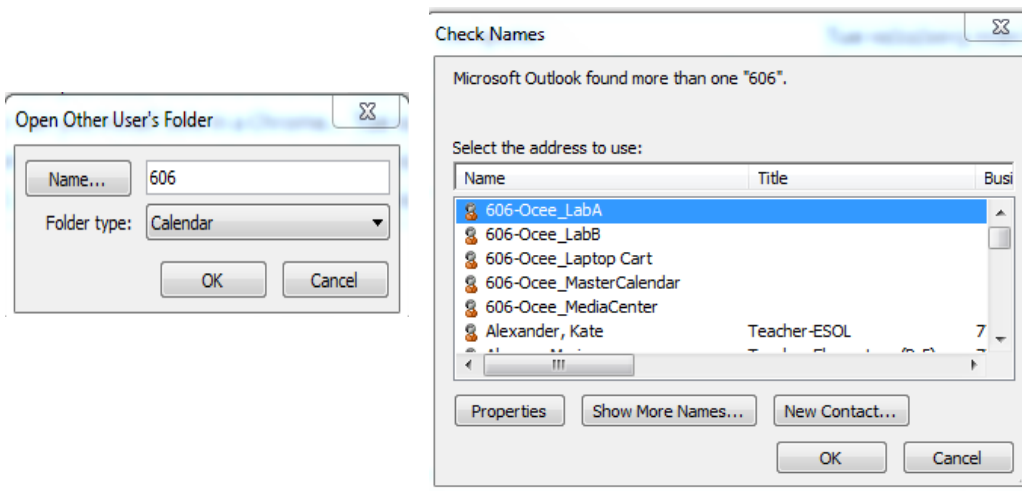 Open Other User's Folder
Name... 606
Folder type: Calendar
OK Cancel
Check Names
Microsoft Outlook found more than one "606".
Select the address to use:
Name Title Busi
606-Ocee_LabA
606-Ocee_LabB
606-Ocee_Laptop Cart
606-Ocee_MasterCalendar
606-Ocee_MediaCenter
Alexander, Kate Teacher-ESOL 7
Properties Show More Names... New Contact...
OK Cancel